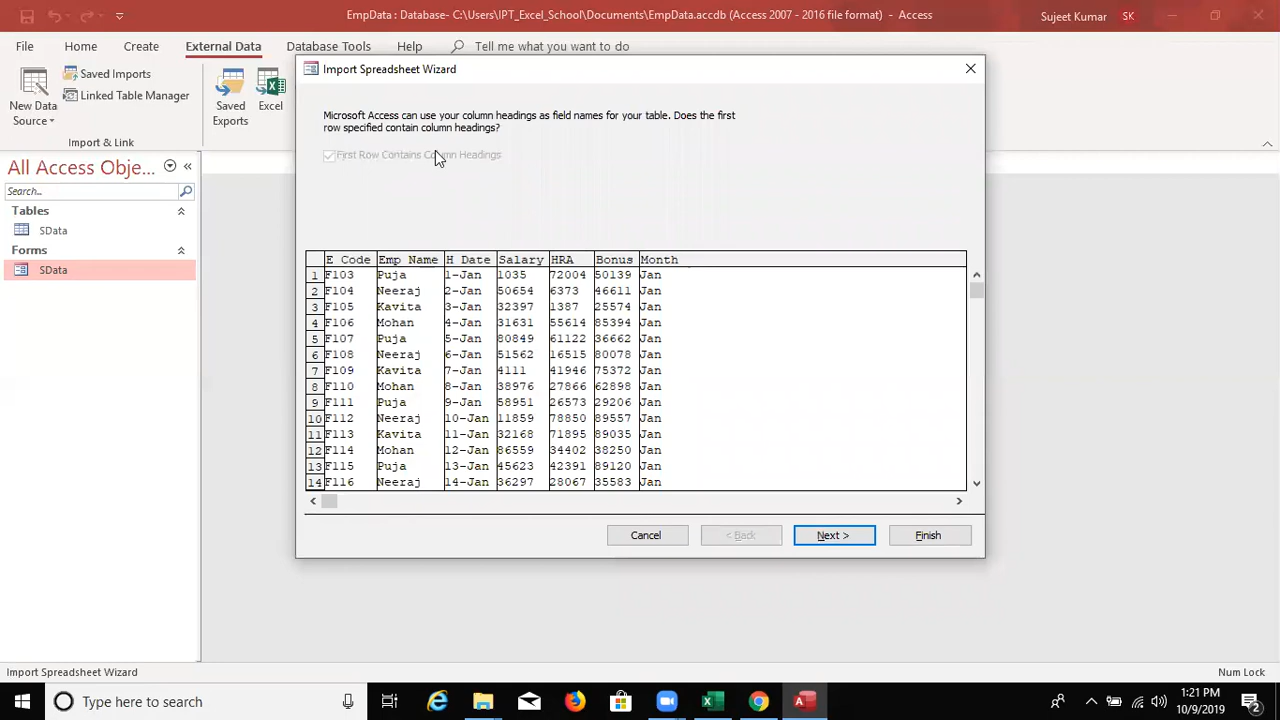 EmpData : Database- C:\Users\IPT_Excel_School\Documents\EmpData.accdb (Access 2007 - 2016 file format) - Access
Sujeet Kumar SK
File Home Create External Data Database Tools Help Tell me what you want to do
New Data Source
Saved Imports
Linked Table Manager
Saved Exports
Excel
Import & Link
All Access Obje...
Search...
Tables
SData
Forms
SData
Import Spreadsheet Wizard
Microsoft Access can use your column headings as field names for your table. Does the first
row specified contain column headings?
First Row Contains Column Headings
E Code Emp Name H Date Salary HRA Bonus Month
1 F103 Puja 1-Jan 1035 72004 50139 Jan
2 F104 Neeraj 2-Jan 50654 6373 46611 Jan
3 F105 Kavita 3-Jan 32397 1387 25574 Jan
4 F106 Mohan 4-Jan 31631 55614 85394 Jan
5 F107 Puja 5-Jan 80849 61122 36662 Jan
6 F108 Neeraj 6-Jan 51562 16515 80078 Jan
7 F109 Kavita 7-Jan 4111 41946 75372 Jan
8 F110 Mohan 8-Jan 38976 27866 62898 Jan
9 F111 Puja 9-Jan 58951 26573 29206 Jan
10 F112 Neeraj 10-Jan 11859 78850 89557 Jan
11 F113 Kavita 11-Jan 32168 71895 89035 Jan
12 F114 Mohan 12-Jan 86559 34402 38250 Jan
13 F115 Puja 13-Jan 45623 42391 89120 Jan
14 F116 Neeraj 14-Jan 36297 28067 35583 Jan
Cancel < Back Next > Finish
Import Spreadsheet Wizard
Num Lock
Type here to search
1:21 PM
10/9/2019
2